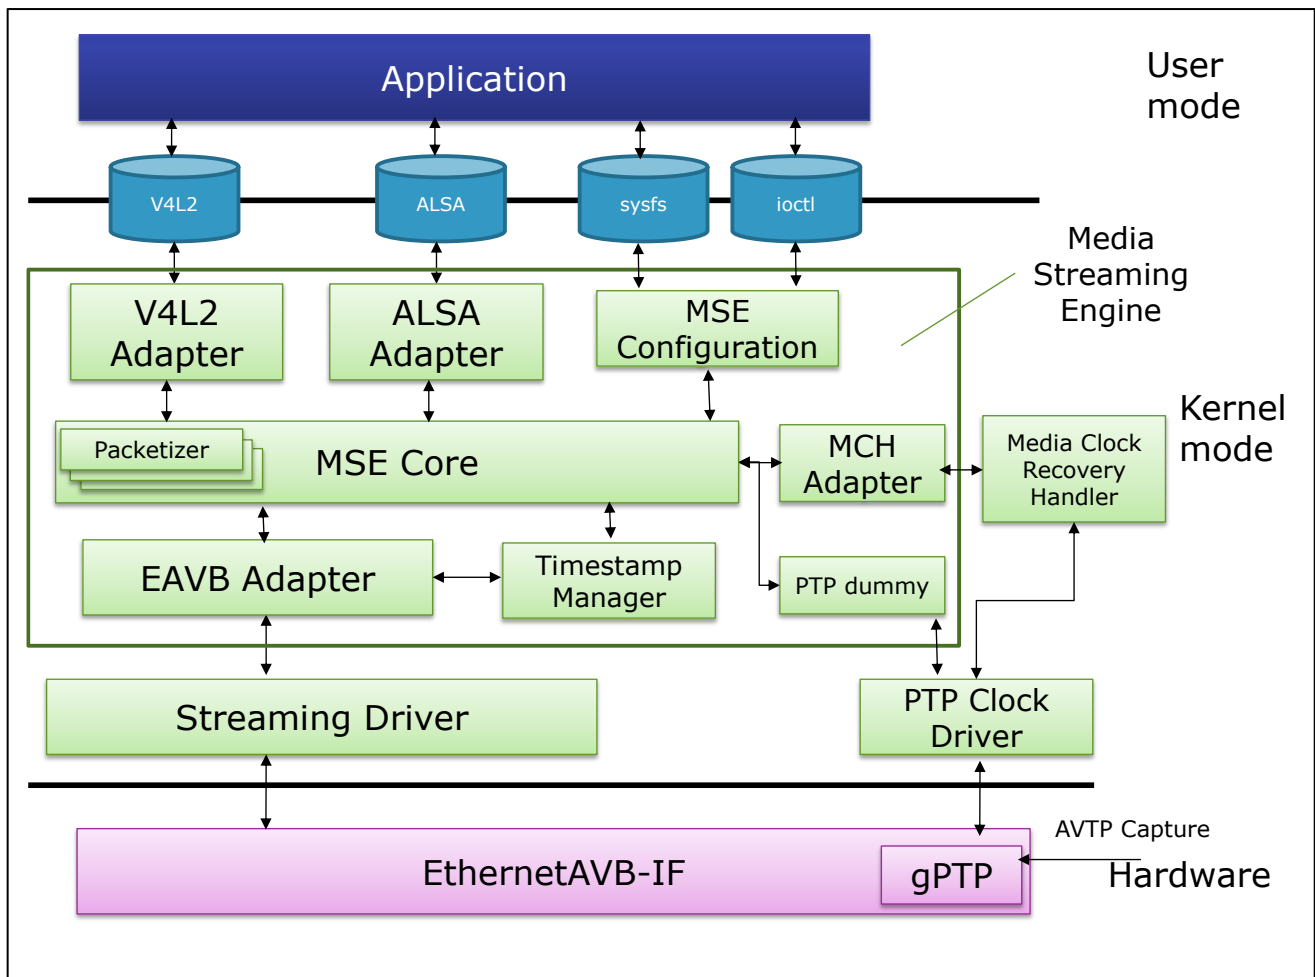 Application
User
mode
V4L2
ALSA
sysfs
ioctl
Media
Streaming
Engine
V4L2
Adapter
ALSA
Adapter
MSE
Configuration
Kernel
mode
Packetizer
MSE Core
MCH
Adapter
Media Clock
Recovery
Handler
EAVB Adapter
Timestamp
Manager
PTP dummy
Streaming Driver
PTP Clock
Driver
AVTP Capture
EthernetAVB-IF
gPTP
Hardware